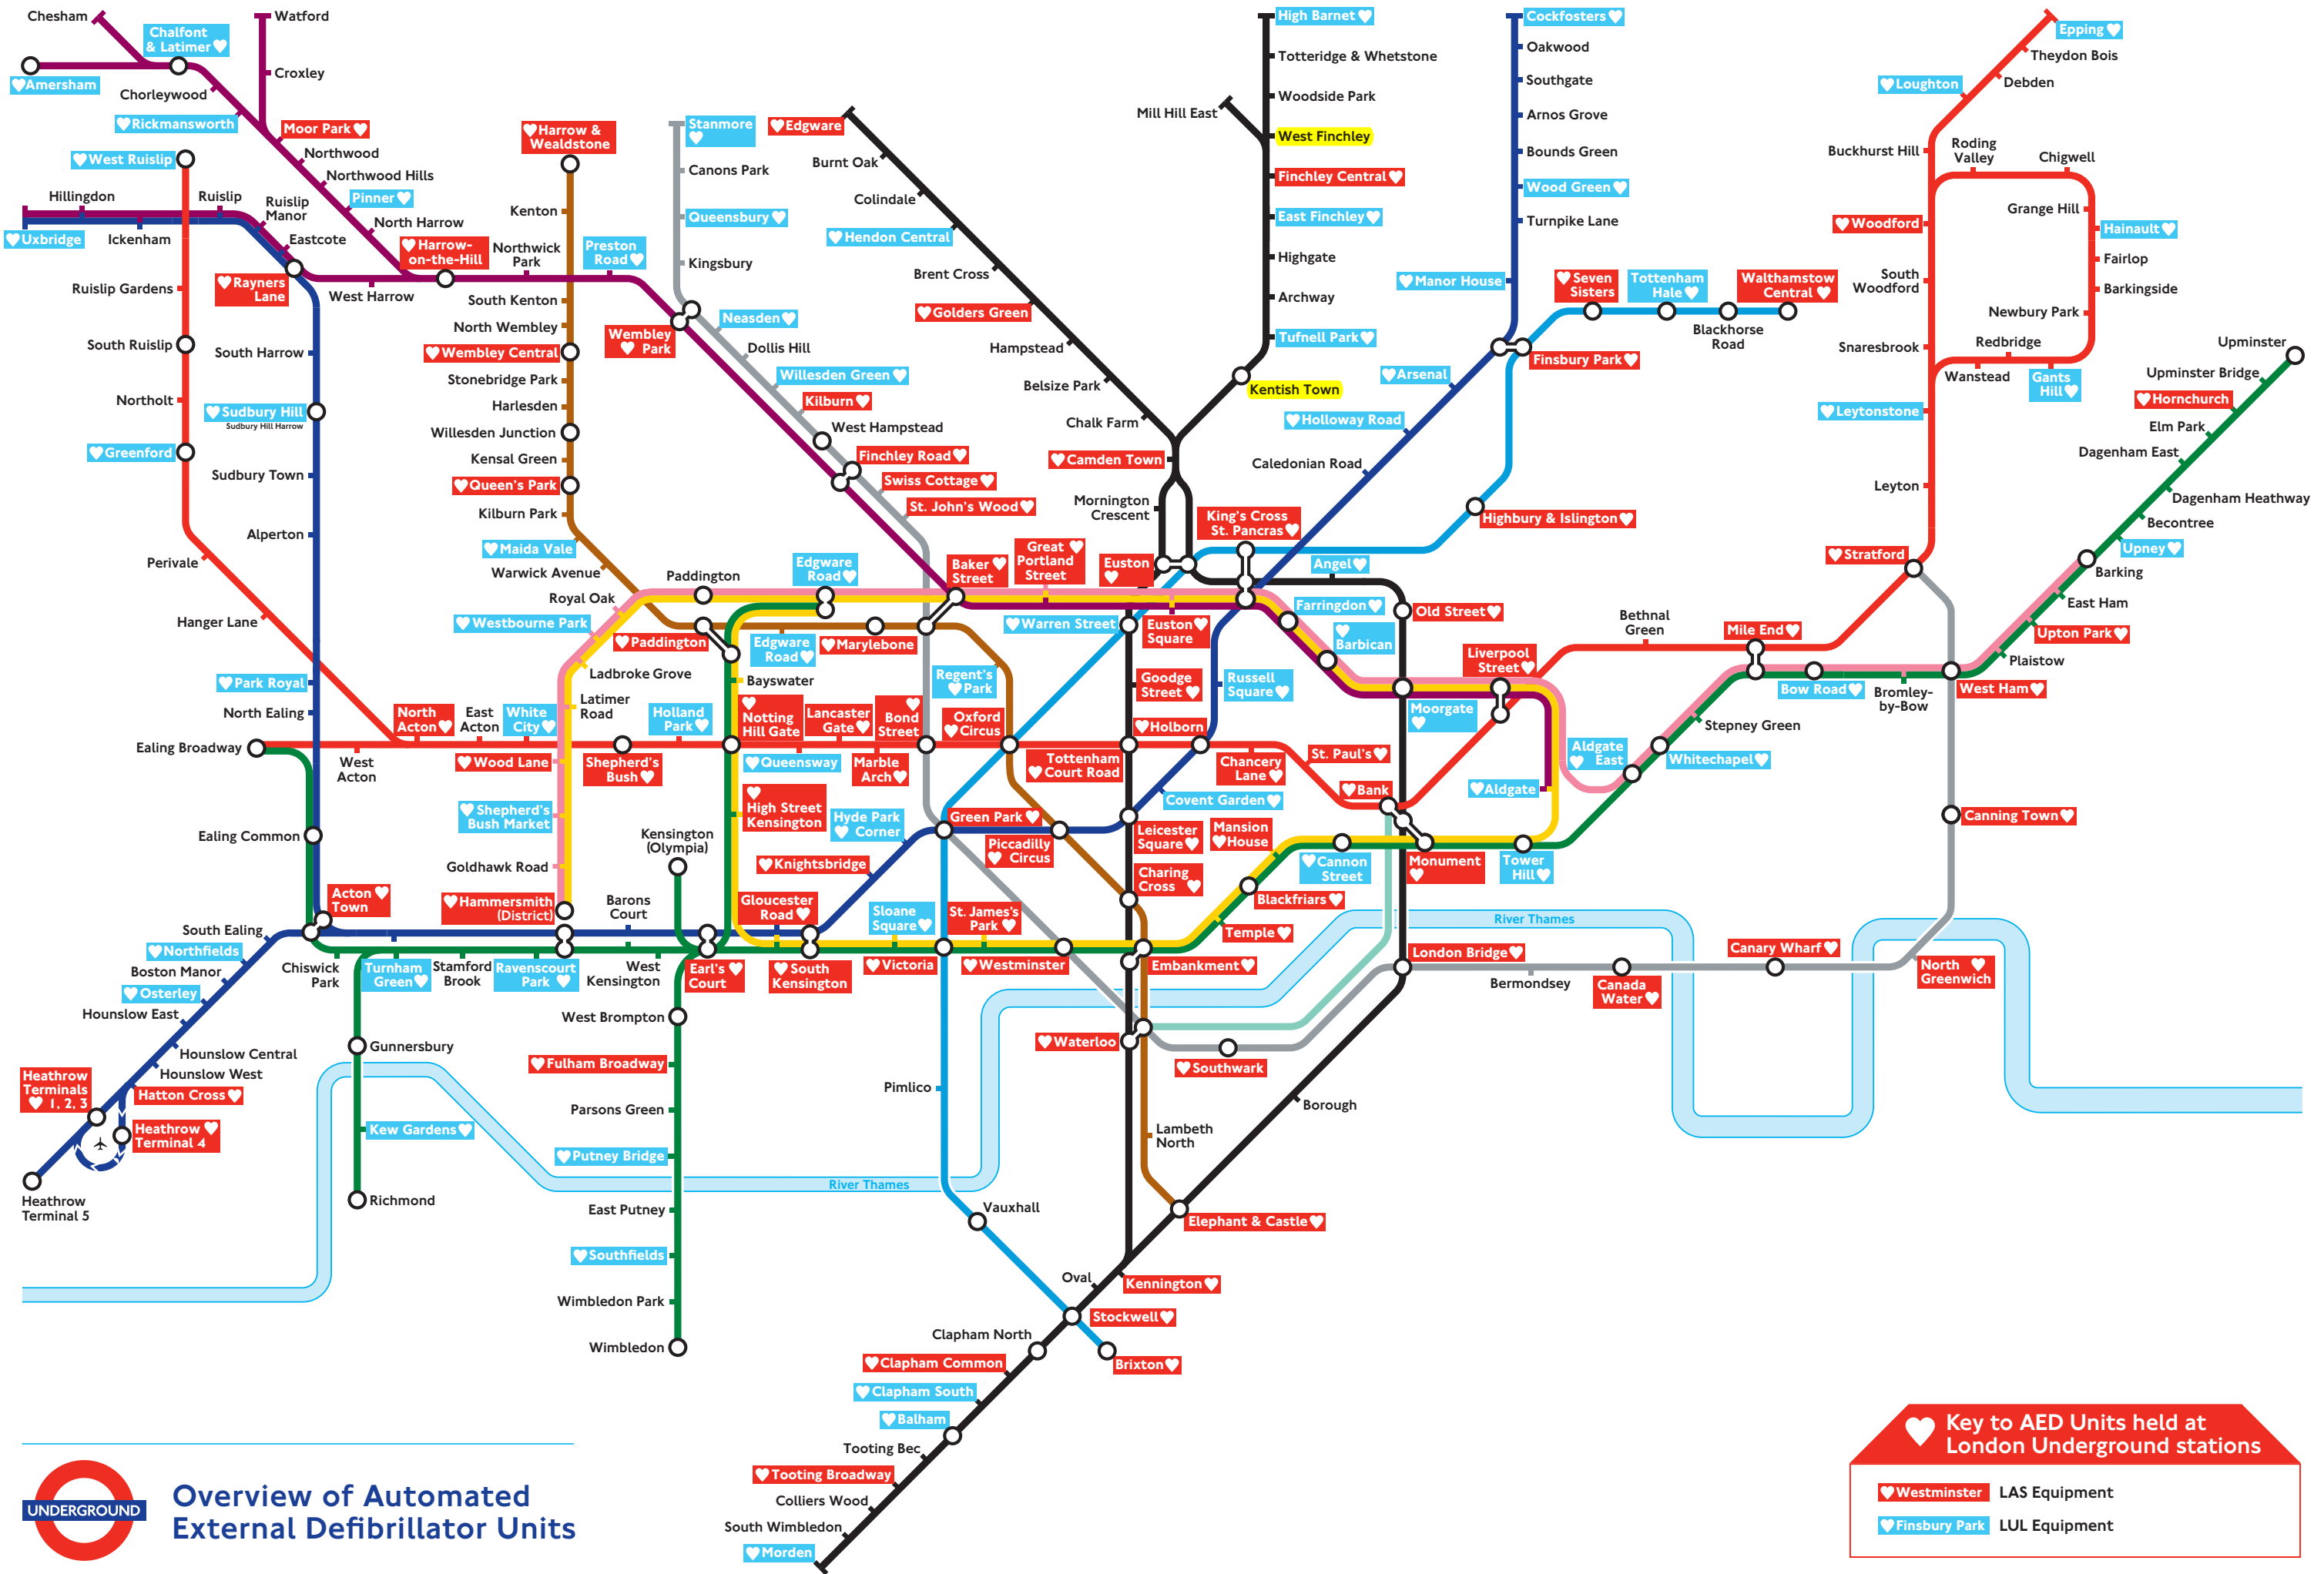 Chesham
Watford
Chalfont
& Latimer
Amersham
Croxley
Chorleywood
Rickmansworth
Moor Park
Northwood
Northwood Hills
Pinner
North Harrow
West Ruislip
Hillingdon
Ruislip
Ruislip
Manor
Uxbridge
Ickenham
Eastcote
Harrow-
on-the-Hill
Rayners
Lane
West Harrow
Northwick
Park
Preston
Road
Harrow &
Wealdstone
Kenton
South Kenton
North Wembley
Wembley Central
Stonebridge Park
Harlesden
Willesden Junction
Kensal Green
Queen's Park
Kilburn Park
Maida Vale
Warwick Avenue
Ruislip Gardens
South Ruislip
Northolt
Greenford
Perivale
Hanger Lane
South Harrow
Sudbury Hill
Sudbury Hill Harrow
Sudbury Town
Alperton
Park Royal
North Ealing
Stanmore
Canons Park
Queensbury
Kingsbury
Wembley
Park
Neasden
Dollis Hill
Willesden Green
Kilburn
West Hampstead
Finchley Road
Swiss Cottage
St. John's Wood
Edgware
Burnt Oak
Colindale
Hendon Central
Brent Cross
Golders Green
Hampstead
Belsize Park
Chalk Farm
Camden Town
Mornington
Crescent
High Barnet
Totteridge & Whetstone
Woodside Park
Mill Hill East
West Finchley
Finchley Central
East Finchley
Highgate
Archway
Tufnell Park
Kentish Town
Cockfosters
Oakwood
Southgate
Arnos Grove
Bounds Green
Wood Green
Turnpike Lane
Manor House
Finsbury Park
Arsenal
Holloway Road
Caledonian Road
Seven
Sisters
Tottenham
Hale
Blackhorse
Road
Walthamstow
Central
Highbury & Islington
King's Cross
St. Pancras
Epping
Theydon Bois
Debden
Loughton
Buckhurst Hill
Roding
Valley
Chigwell
Grange Hill
Hainault
Fairlop
Barkingside
Newbury Park
Woodford
South
Woodford
Snaresbrook
Redbridge
Wanstead
Gants
Hill
Leytonstone
Leyton
Stratford
Upminster
Upminster Bridge
Hornchurch
Elm Park
Dagenham East
Dagenham Heathway
Becontree
Upney
Barking
East Ham
Upton Park
Plaistow
West Ham
Bromley-
by-Bow
Bow Road
Mile End
Bethnal
Green
Stepney Green
Whitechapel
Aldgate
East
Aldgate
Liverpool
Street
Moorgate
Barbican
Farringdon
Angel
Old Street
Euston
Euston
Square
Warren Street
Great
Portland
Street
Baker
Street
Edgware
Road
Paddington
Royal Oak
Westbourne Park
Paddington
Edgware
Road
Marylebone
Regent's
Park
Goodge
Street
Russell
Square
Ladbroke Grove
Latimer
Road
Bayswater
Ealing Broadway
West
Acton
North
Acton
East
Acton
White
City
Wood Lane
Shepherd's
Bush
Holland
Park
Notting
Hill Gate
Queensway
Lancaster
Gate
Marble
Arch
Bond
Street
Oxford
Circus
Tottenham
Court Road
Holborn
Chancery
Lane
St. Paul's
Bank
Covent Garden
Leicester
Square
Shepherd's
Bush Market
Goldhawk Road
Hammersmith
(District)
High Street
Kensington
Kensington
(Olympia)
Hyde Park
Corner
Green Park
Piccadilly
Circus
Knightsbridge
Charing
Cross
Mansion
House
Cannon
Street
Monument
Tower
Hill
Blackfriars
Temple
Ealing Common
Acton
Town
South Ealing
Northfields
Boston Manor
Osterley
Hounslow East
Hounslow Central
Hounslow West
Hatton Cross
Heathrow
Terminals
1, 2, 3
Heathrow
Terminal 4
Heathrow
Terminal 5
Chiswick
Park
Turnham
Green
Stamford
Brook
Ravenscourt
Park
Barons
Court
West
Kensington
Earl's
Court
Gloucester
Road
South
Kensington
Sloane
Square
Victoria
St. James's
Park
Westminster
Embankment
Gunnersbury
Kew Gardens
Richmond
West Brompton
Fulham Broadway
Parsons Green
Putney Bridge
East Putney
Southfields
Wimbledon Park
Wimbledon
Pimlico
Vauxhall
Waterloo
Southwark
Lambeth
North
Elephant & Castle
Borough
London Bridge
Bermondsey
Canada
Water
Canary Wharf
North
Greenwich
Canning Town
River Thames
River Thames
Kennington
Oval
Stockwell
Brixton
Clapham North
Clapham Common
Clapham South
Balham
Tooting Bec
Tooting Broadway
Colliers Wood
South Wimbledon
Morden
UNDERGROUND
Overview of Automated
External Defibrillator Units
Key to AED Units held at
London Underground stations
Westminster LAS Equipment
Finsbury Park LUL Equipment